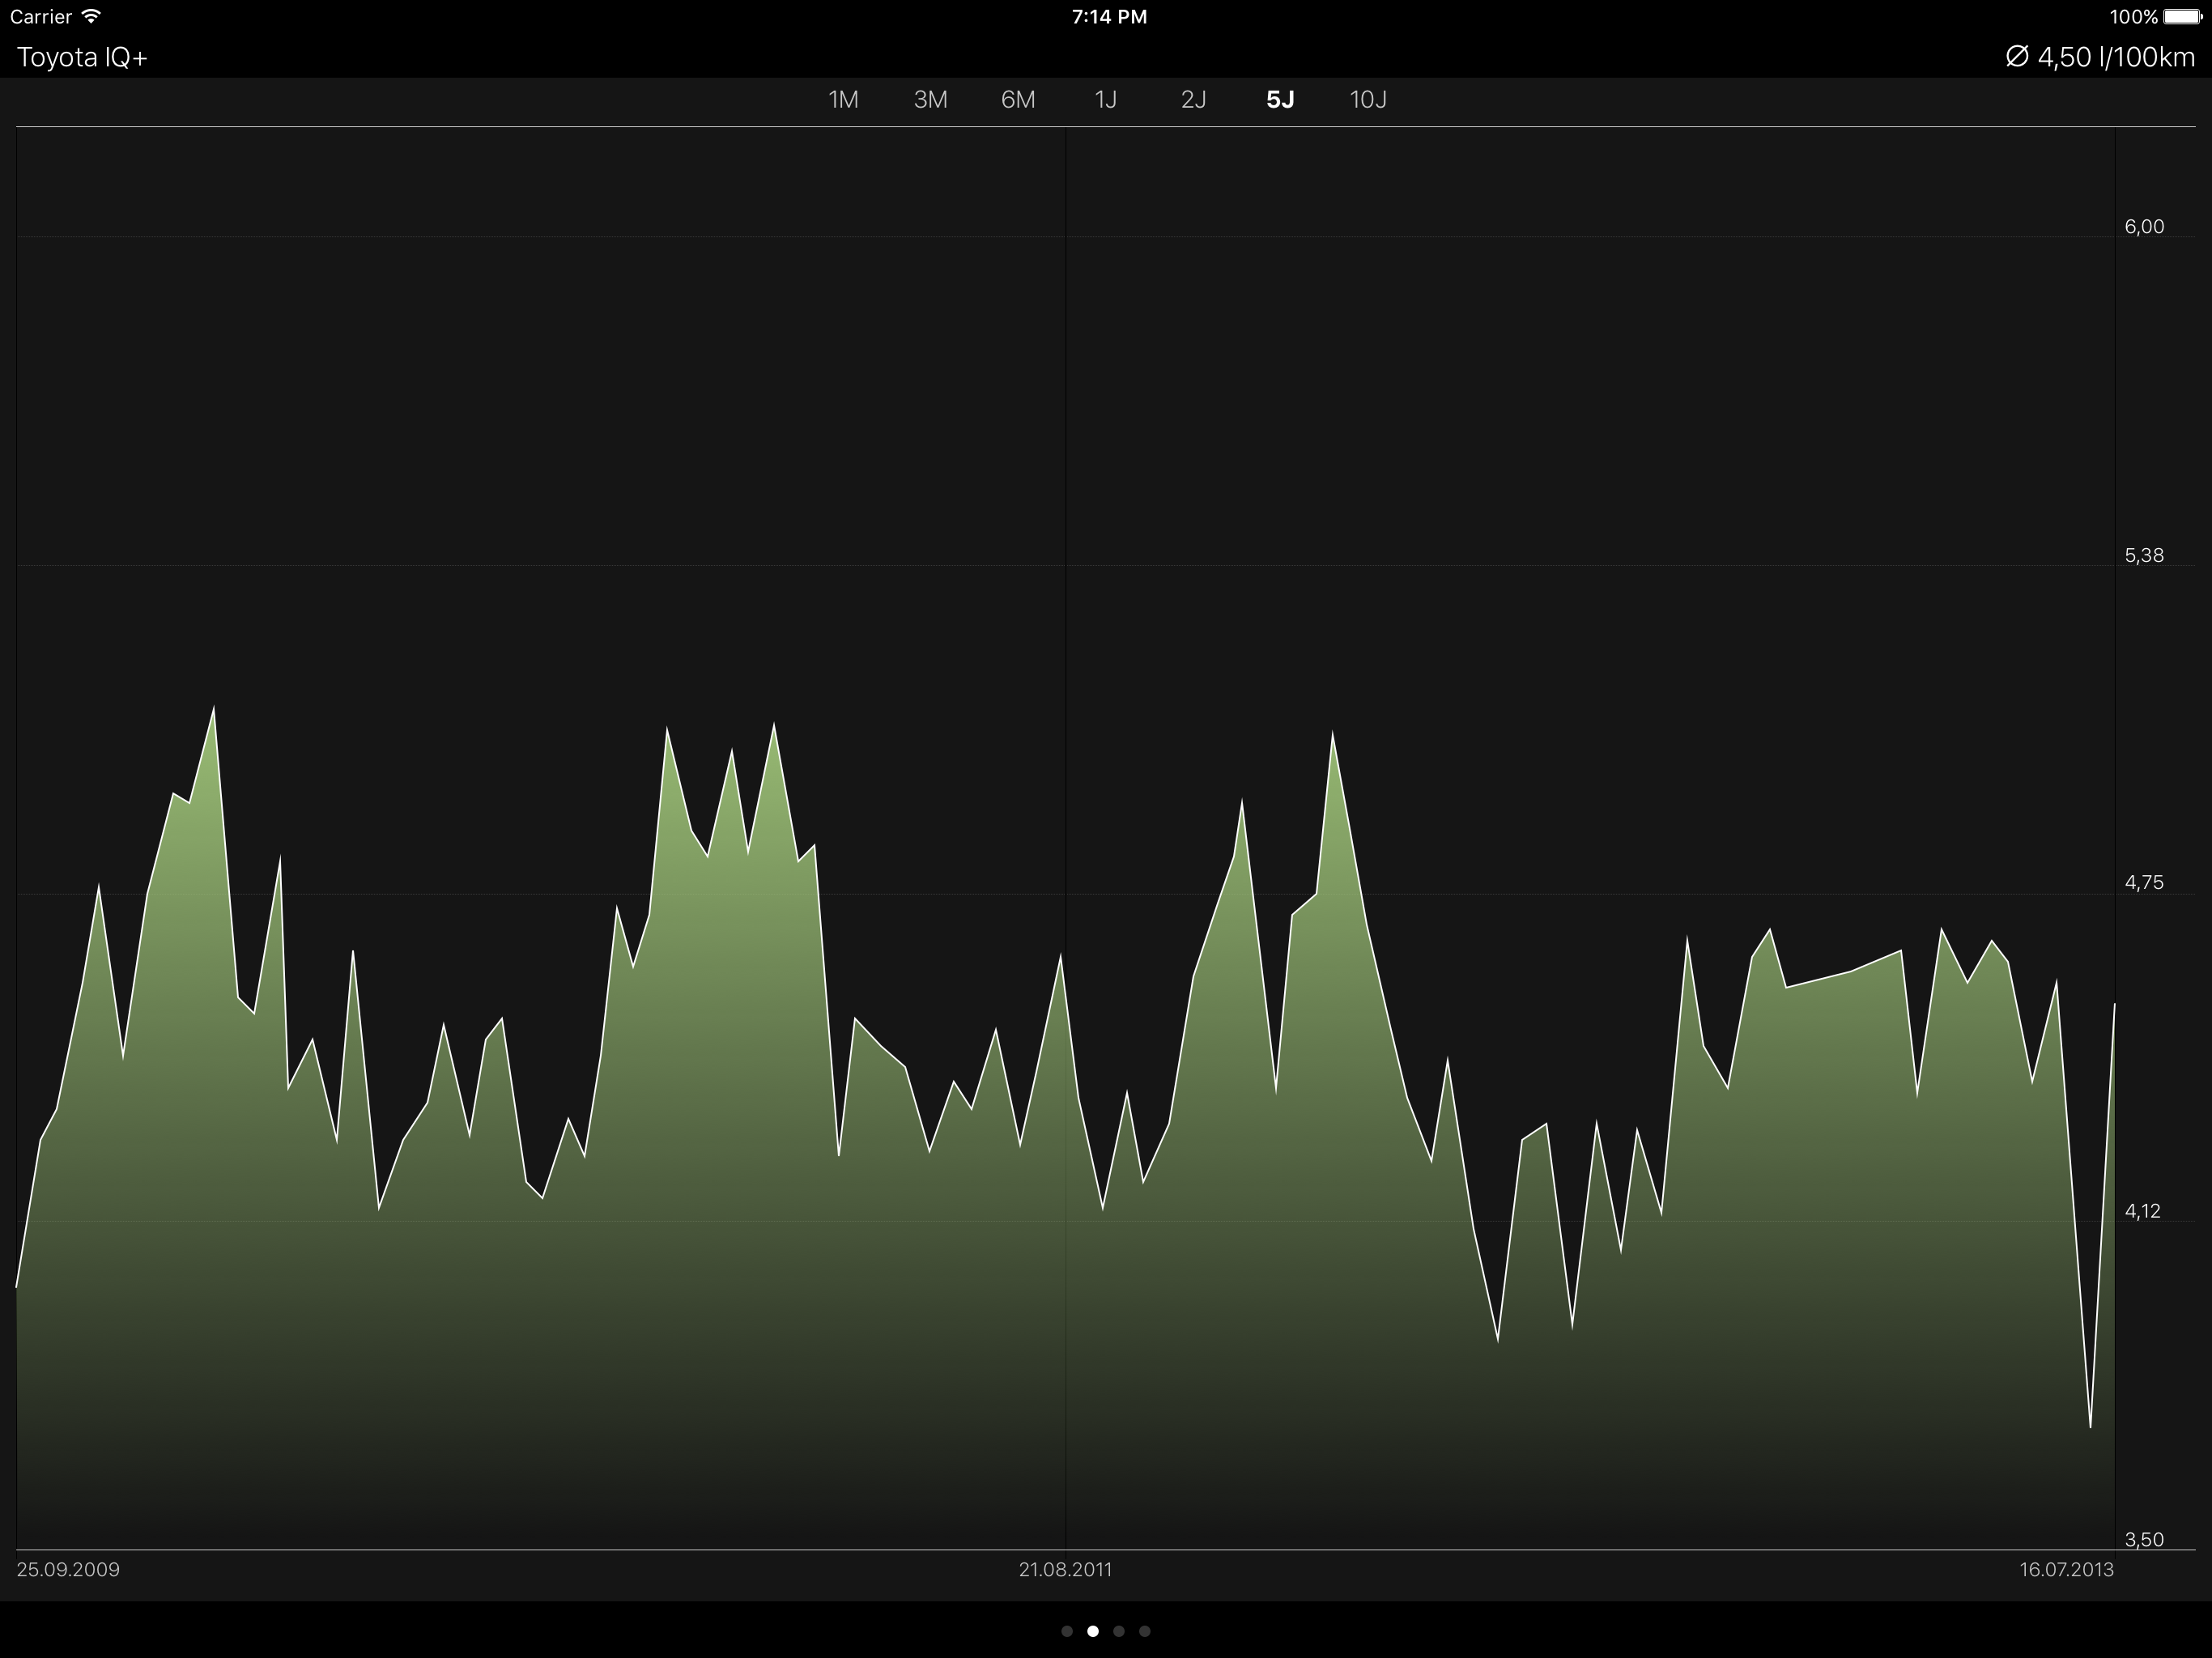 Carrier 7:14 PM 100%
Toyota IQ+ Ø 4,50 l/100km
1M 3M 6M 1J 2J 5J 10J
6,00
5,38
4,75
4,12
3,50
25.09.2009 21.08.2011 16.07.2013